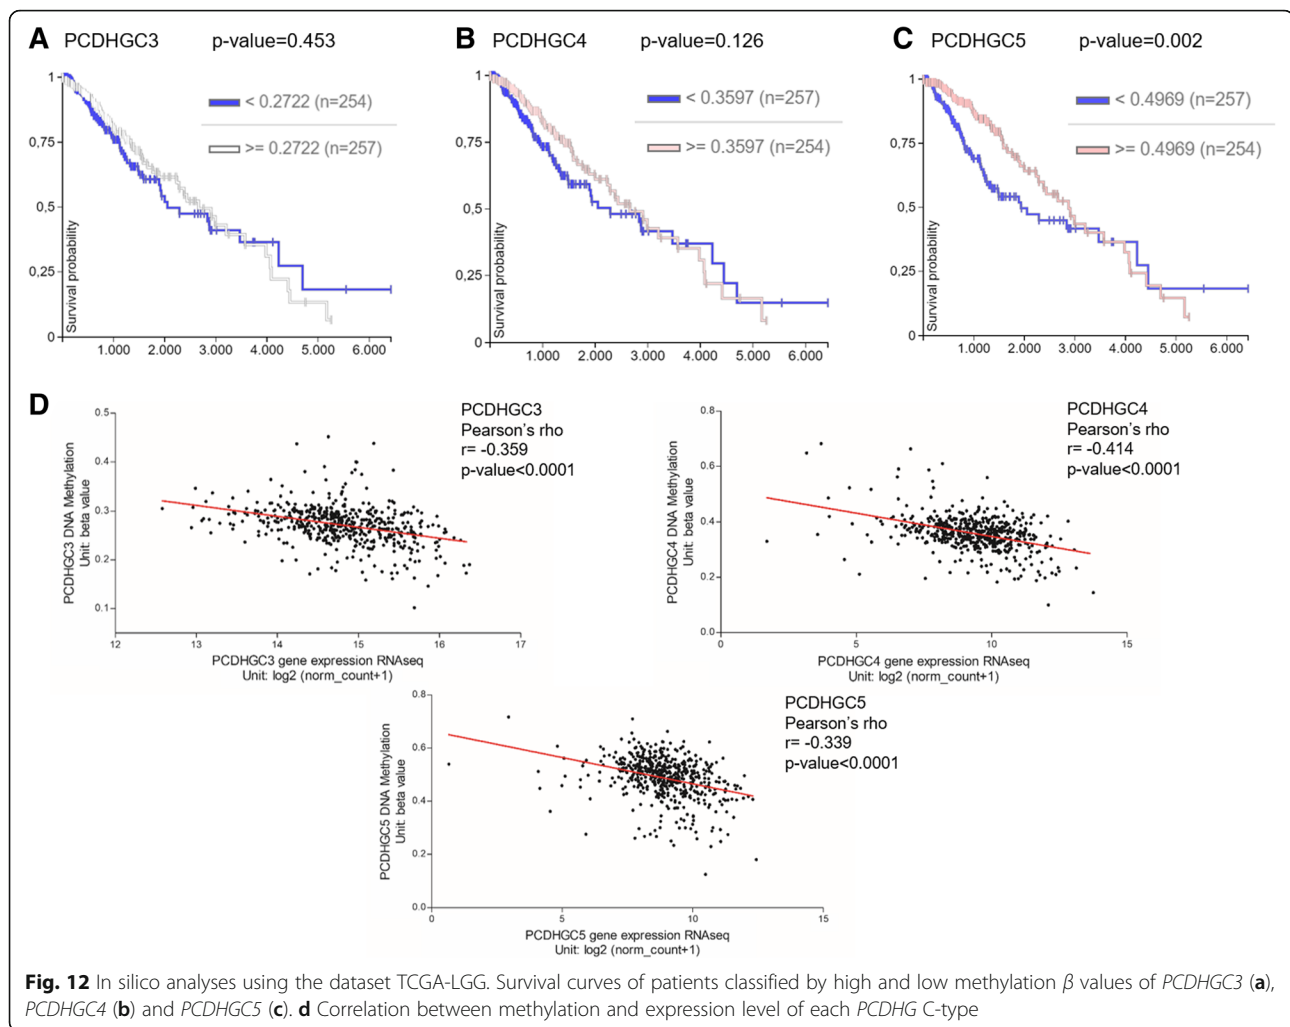 A PCDHGC3 p-value=0.453
1
0.75
0.5
0.25
0
Survival probability
< 0.2722 (n=254)
>= 0.2722 (n=257)
1.000 2.000 3.000 4.000 5.000 6.000
B PCDHGC4 p-value=0.126
1
0.75
0.5
0.25
0
Survival probability
< 0.3597 (n=257)
>= 0.3597 (n=254)
1.000 2.000 3.000 4.000 5.000 6.000
C PCDHGC5 p-value=0.002
1
0.75
0.5
0.25
0
Survival probability
< 0.4969 (n=257)
>= 0.4969 (n=254)
1.000 2.000 3.000 4.000 5.000 6.000
D
PCDHGC3
Pearson's rho
r= -0.359
p-value<0.0001
0.5
0.4
0.3
0.2
0.1
PCDHGC3 DNA Methylation
Unit: beta value
12 13 14 15 16 17
PCDHGC3 gene expression RNAseq
Unit: log2 (norm_count+1)
PCDHGC4
Pearson's rho
r= -0.414
p-value<0.0001
0.8
0.6
0.4
0.2
0.0
PCDHGC4 DNA Methylation
Unit: beta value
0 5 10 15
PCDHGC4 gene expression RNAseq
Unit: log2 (norm_count+1)
PCDHGC5
Pearson's rho
r= -0.339
p-value<0.0001
0.8
0.6
0.4
0.2
0.0
PCDHGC5 DNA Methylation
Unit: beta value
0 5 10 15
PCDHGC5 gene expression RNAseq
Unit: log2 (norm_count+1)
Fig. 12 In silico analyses using the dataset TCGA-LGG. Survival curves of patients classified by high and low methylation β values of PCDHGC3 (a),
PCDHGC4 (b) and PCDHGC5 (c). d Correlation between methylation and expression level of each PCDHG C-type